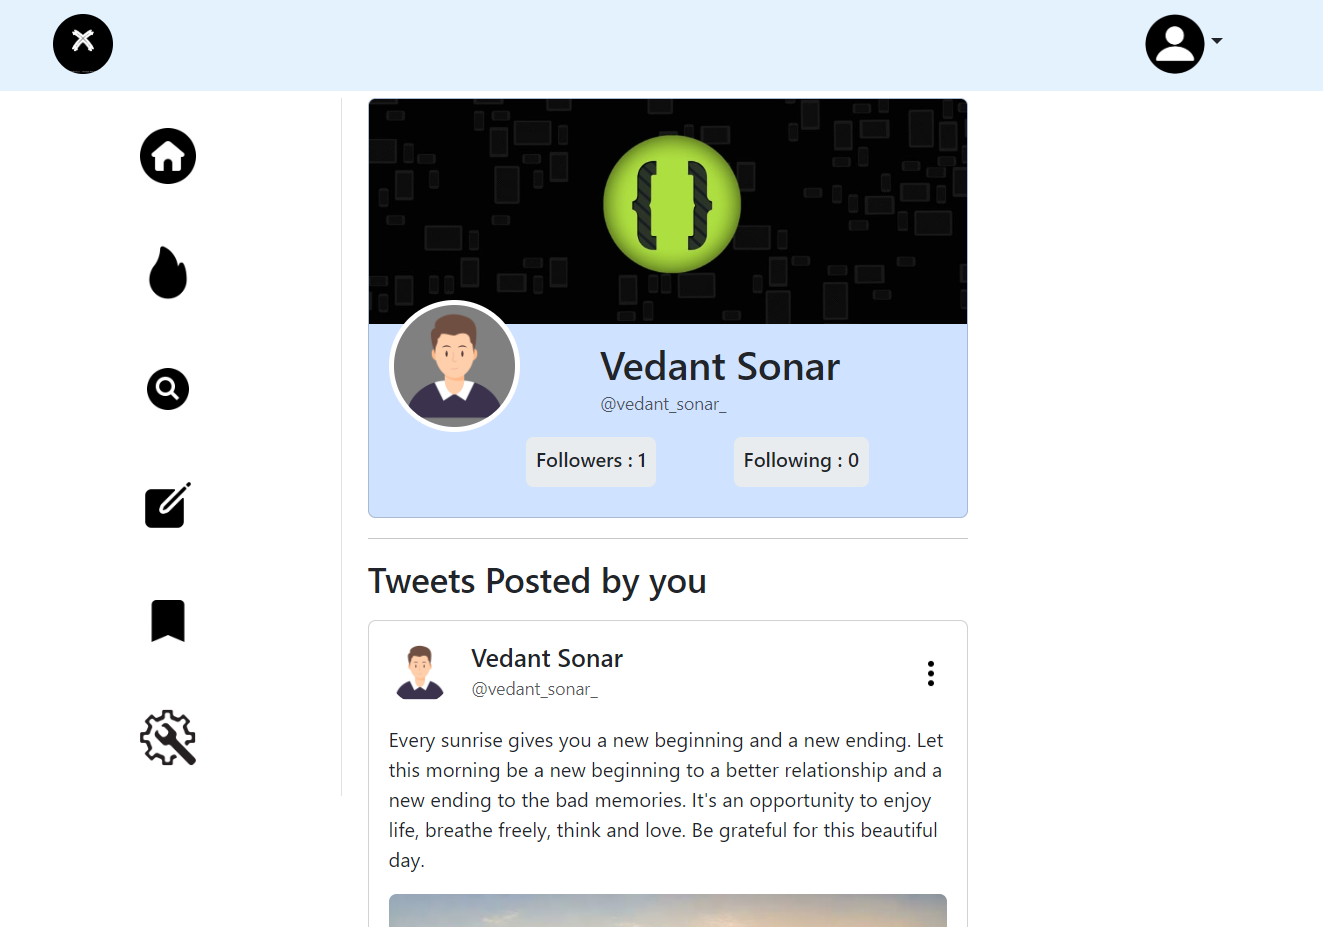 Vedant Sonar
@vedant_sonar_
Followers : 1
Following : 0
Tweets Posted by you
Vedant Sonar
@vedant_sonar_
Every sunrise gives you a new beginning and a new ending. Let
this morning be a new beginning to a better relationship and a
new ending to the bad memories. It's an opportunity to enjoy
life, breathe freely, think and love. Be grateful for this beautiful
day.